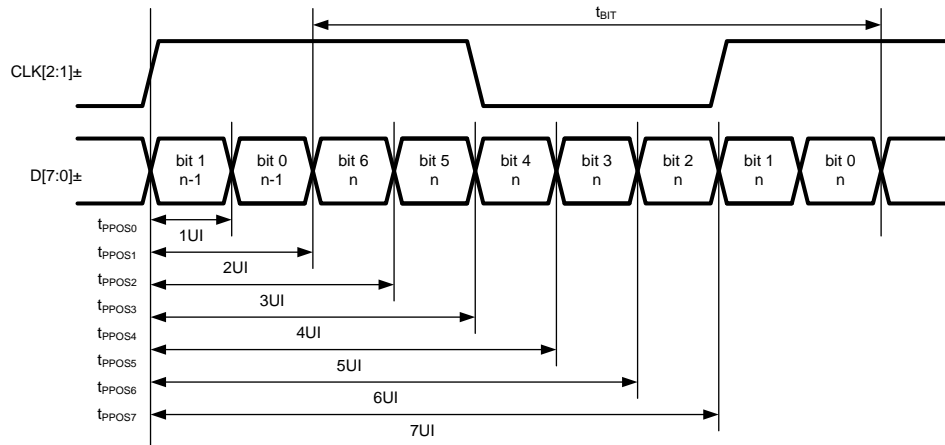 tBIT
CLK[2:1]±
D[7:0]±
bit 1 bit 0 bit 6 bit 5 bit 4 bit 3 bit 2 bit 1 bit 0
n-1 n-1 n n n n n n n
tPPOS0
1UI
tPPOS1
2UI
tPPOS2
3UI
tPPOS3
4UI
tPPOS4
5UI
tPPOS5
6UI
tPPOS6
7UI
tPPOS7